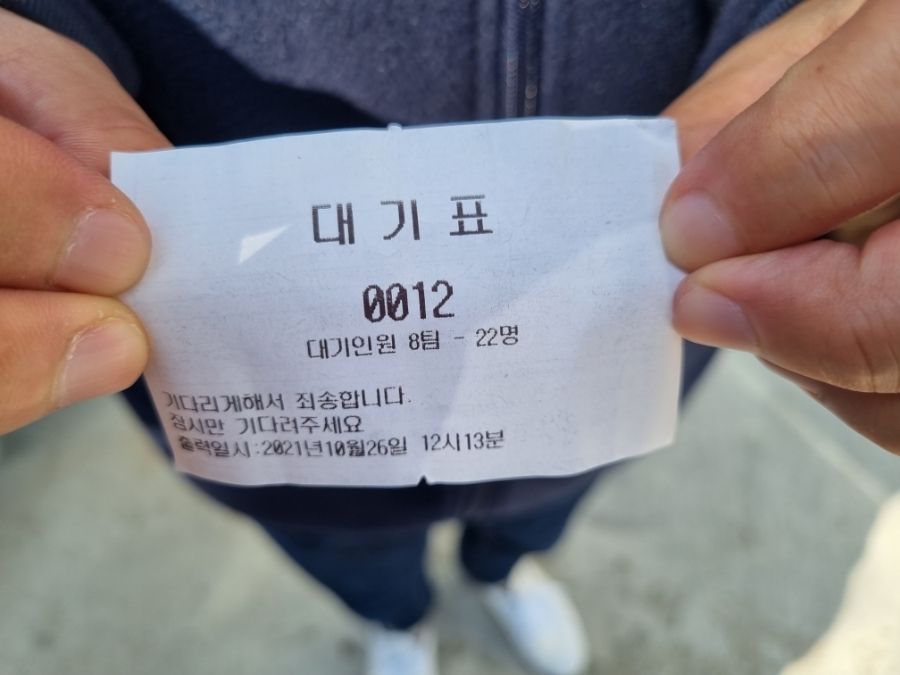 대기표
0012
대기인원 8팀 - 22명
기다리게해서 죄송합니다.
잠시만 기다려주세요
출력일시:2021년10월26일 12시13분